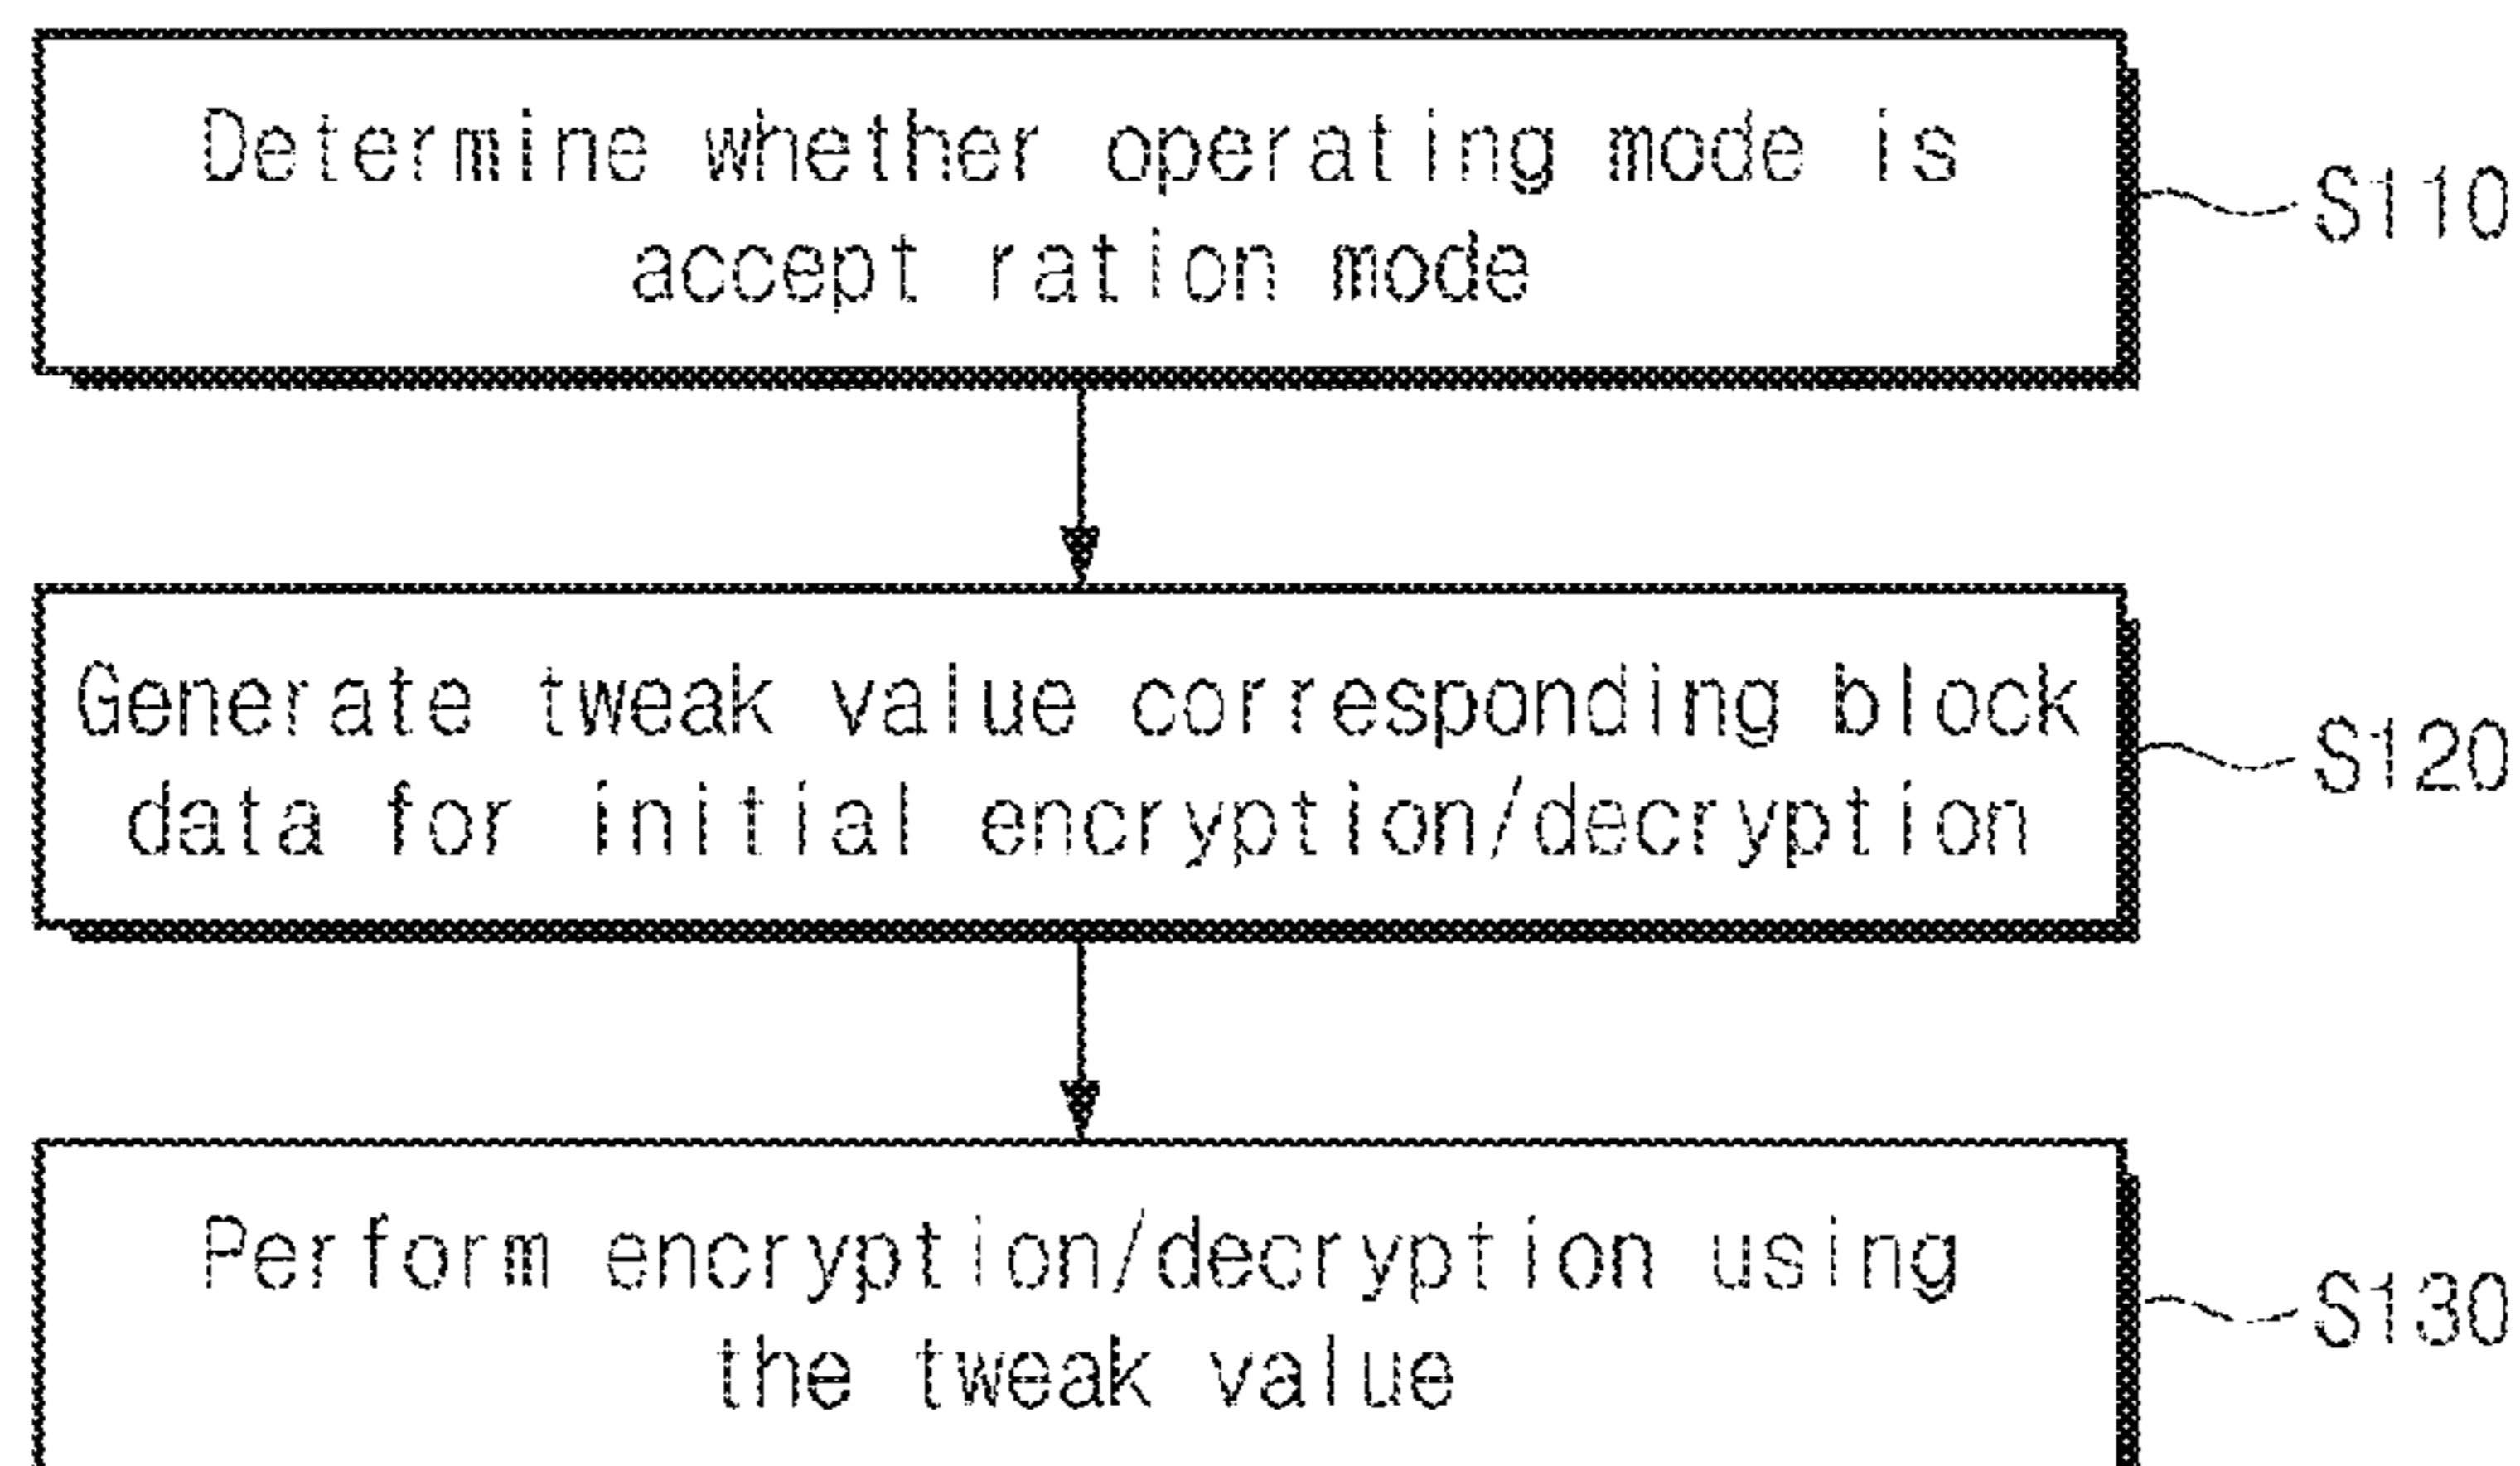 Determine whether operating mode is
accept ration mode
S110
Generate tweak value corresponding block
data for initial encryption/decryption
S120
Perform encryption/decryption using
the tweak value
S130